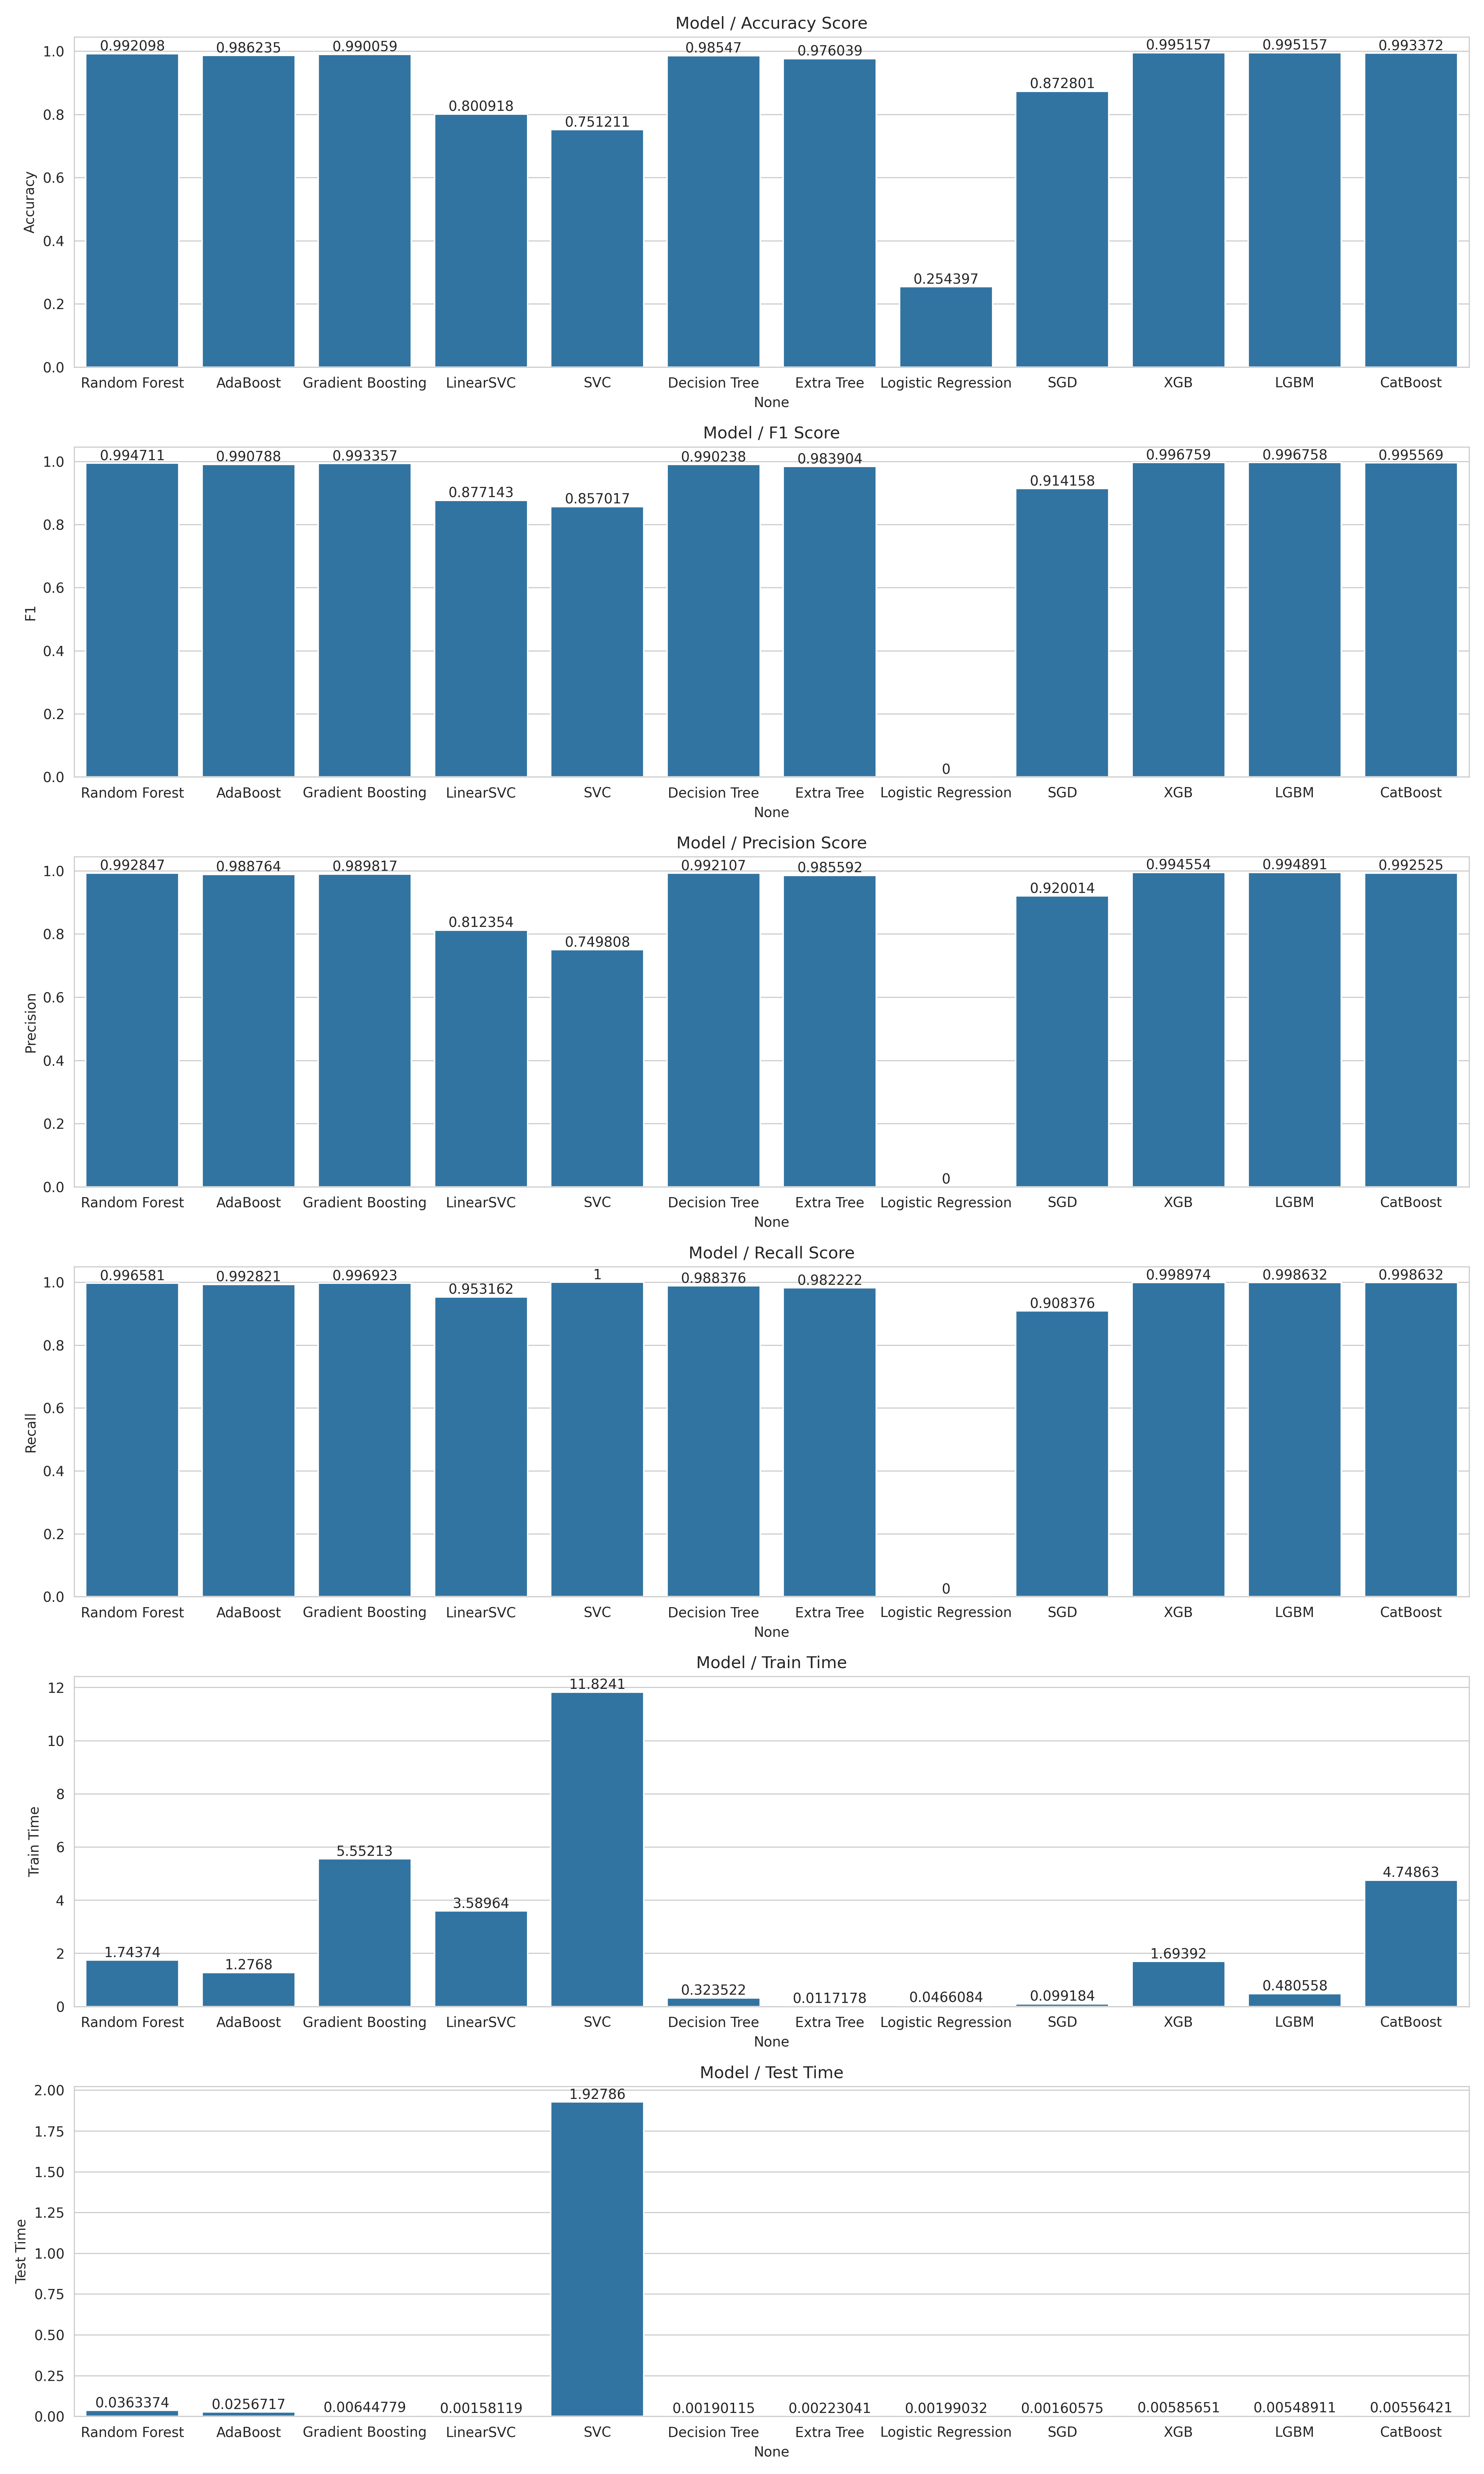 Model / Accuracy Score
0.992098 0.986235 0.990059 0.800918 0.751211 0.98547 0.976039 0.254397 0.872801 0.995157 0.995157 0.993372
1.0
0.8
0.6
0.4
0.2
0.0
Accuracy
Random Forest AdaBoost Gradient Boosting LinearSVC SVC Decision Tree Extra Tree Logistic Regression SGD XGB LGBM CatBoost
None
Model / F1 Score
0.994711 0.990788 0.993357 0.877143 0.857017 0.990238 0.983904 0 0.914158 0.996759 0.996758 0.995569
1.0
0.8
0.6
0.4
0.2
0.0
F1
Random Forest AdaBoost Gradient Boosting LinearSVC SVC Decision Tree Extra Tree Logistic Regression SGD XGB LGBM CatBoost
None
Model / Precision Score
0.992847 0.988764 0.989817 0.812354 0.749808 0.992107 0.985592 0 0.920014 0.994554 0.994891 0.992525
1.0
0.8
0.6
0.4
0.2
0.0
Precision
Random Forest AdaBoost Gradient Boosting LinearSVC SVC Decision Tree Extra Tree Logistic Regression SGD XGB LGBM CatBoost
None
Model / Recall Score
0.996581 0.992821 0.996923 0.953162 1 0.988376 0.982222 0 0.908376 0.998974 0.998632 0.998632
1.0
0.8
0.6
0.4
0.2
0.0
Recall
Random Forest AdaBoost Gradient Boosting LinearSVC SVC Decision Tree Extra Tree Logistic Regression SGD XGB LGBM CatBoost
None
Model / Train Time
1.74374 1.2768 5.55213 3.58964 11.8241 0.323522 0.0117178 0.0466084 0.099184 1.69392 0.480558 4.74863
12
10
8
6
4
2
0
Train Time
Random Forest AdaBoost Gradient Boosting LinearSVC SVC Decision Tree Extra Tree Logistic Regression SGD XGB LGBM CatBoost
None
Model / Test Time
0.0363374 0.0256717 0.00644779 0.00158119 1.92786 0.00190115 0.00223041 0.00199032 0.00160575 0.00585651 0.00548911 0.00556421
2.00
1.75
1.50
1.25
1.00
0.75
0.50
0.25
0.00
Test Time
Random Forest AdaBoost Gradient Boosting LinearSVC SVC Decision Tree Extra Tree Logistic Regression SGD XGB LGBM CatBoost
None